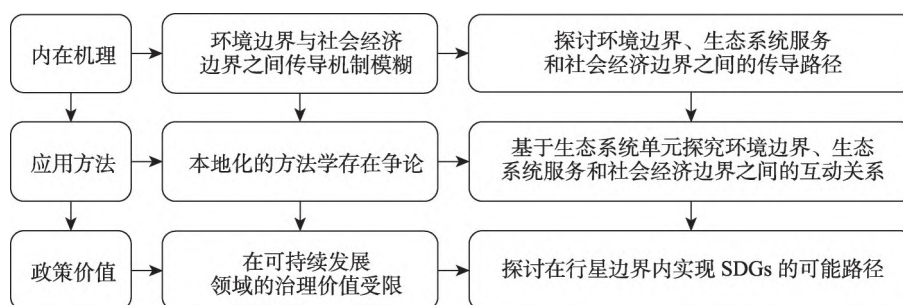 内在机理
环境边界与社会经济
边界之间传导机制模糊
探讨环境边界、生态系统服务
和社会经济边界之间的传导路径
应用方法
本地化的方法学存在争论
基于生态系统单元探究环境边界、生态
系统服务和社会经济边界之间的互动关系
政策价值
在可持续发展
领域的治理价值受限
探讨在行星边界内实现 SDGs 的可能路径